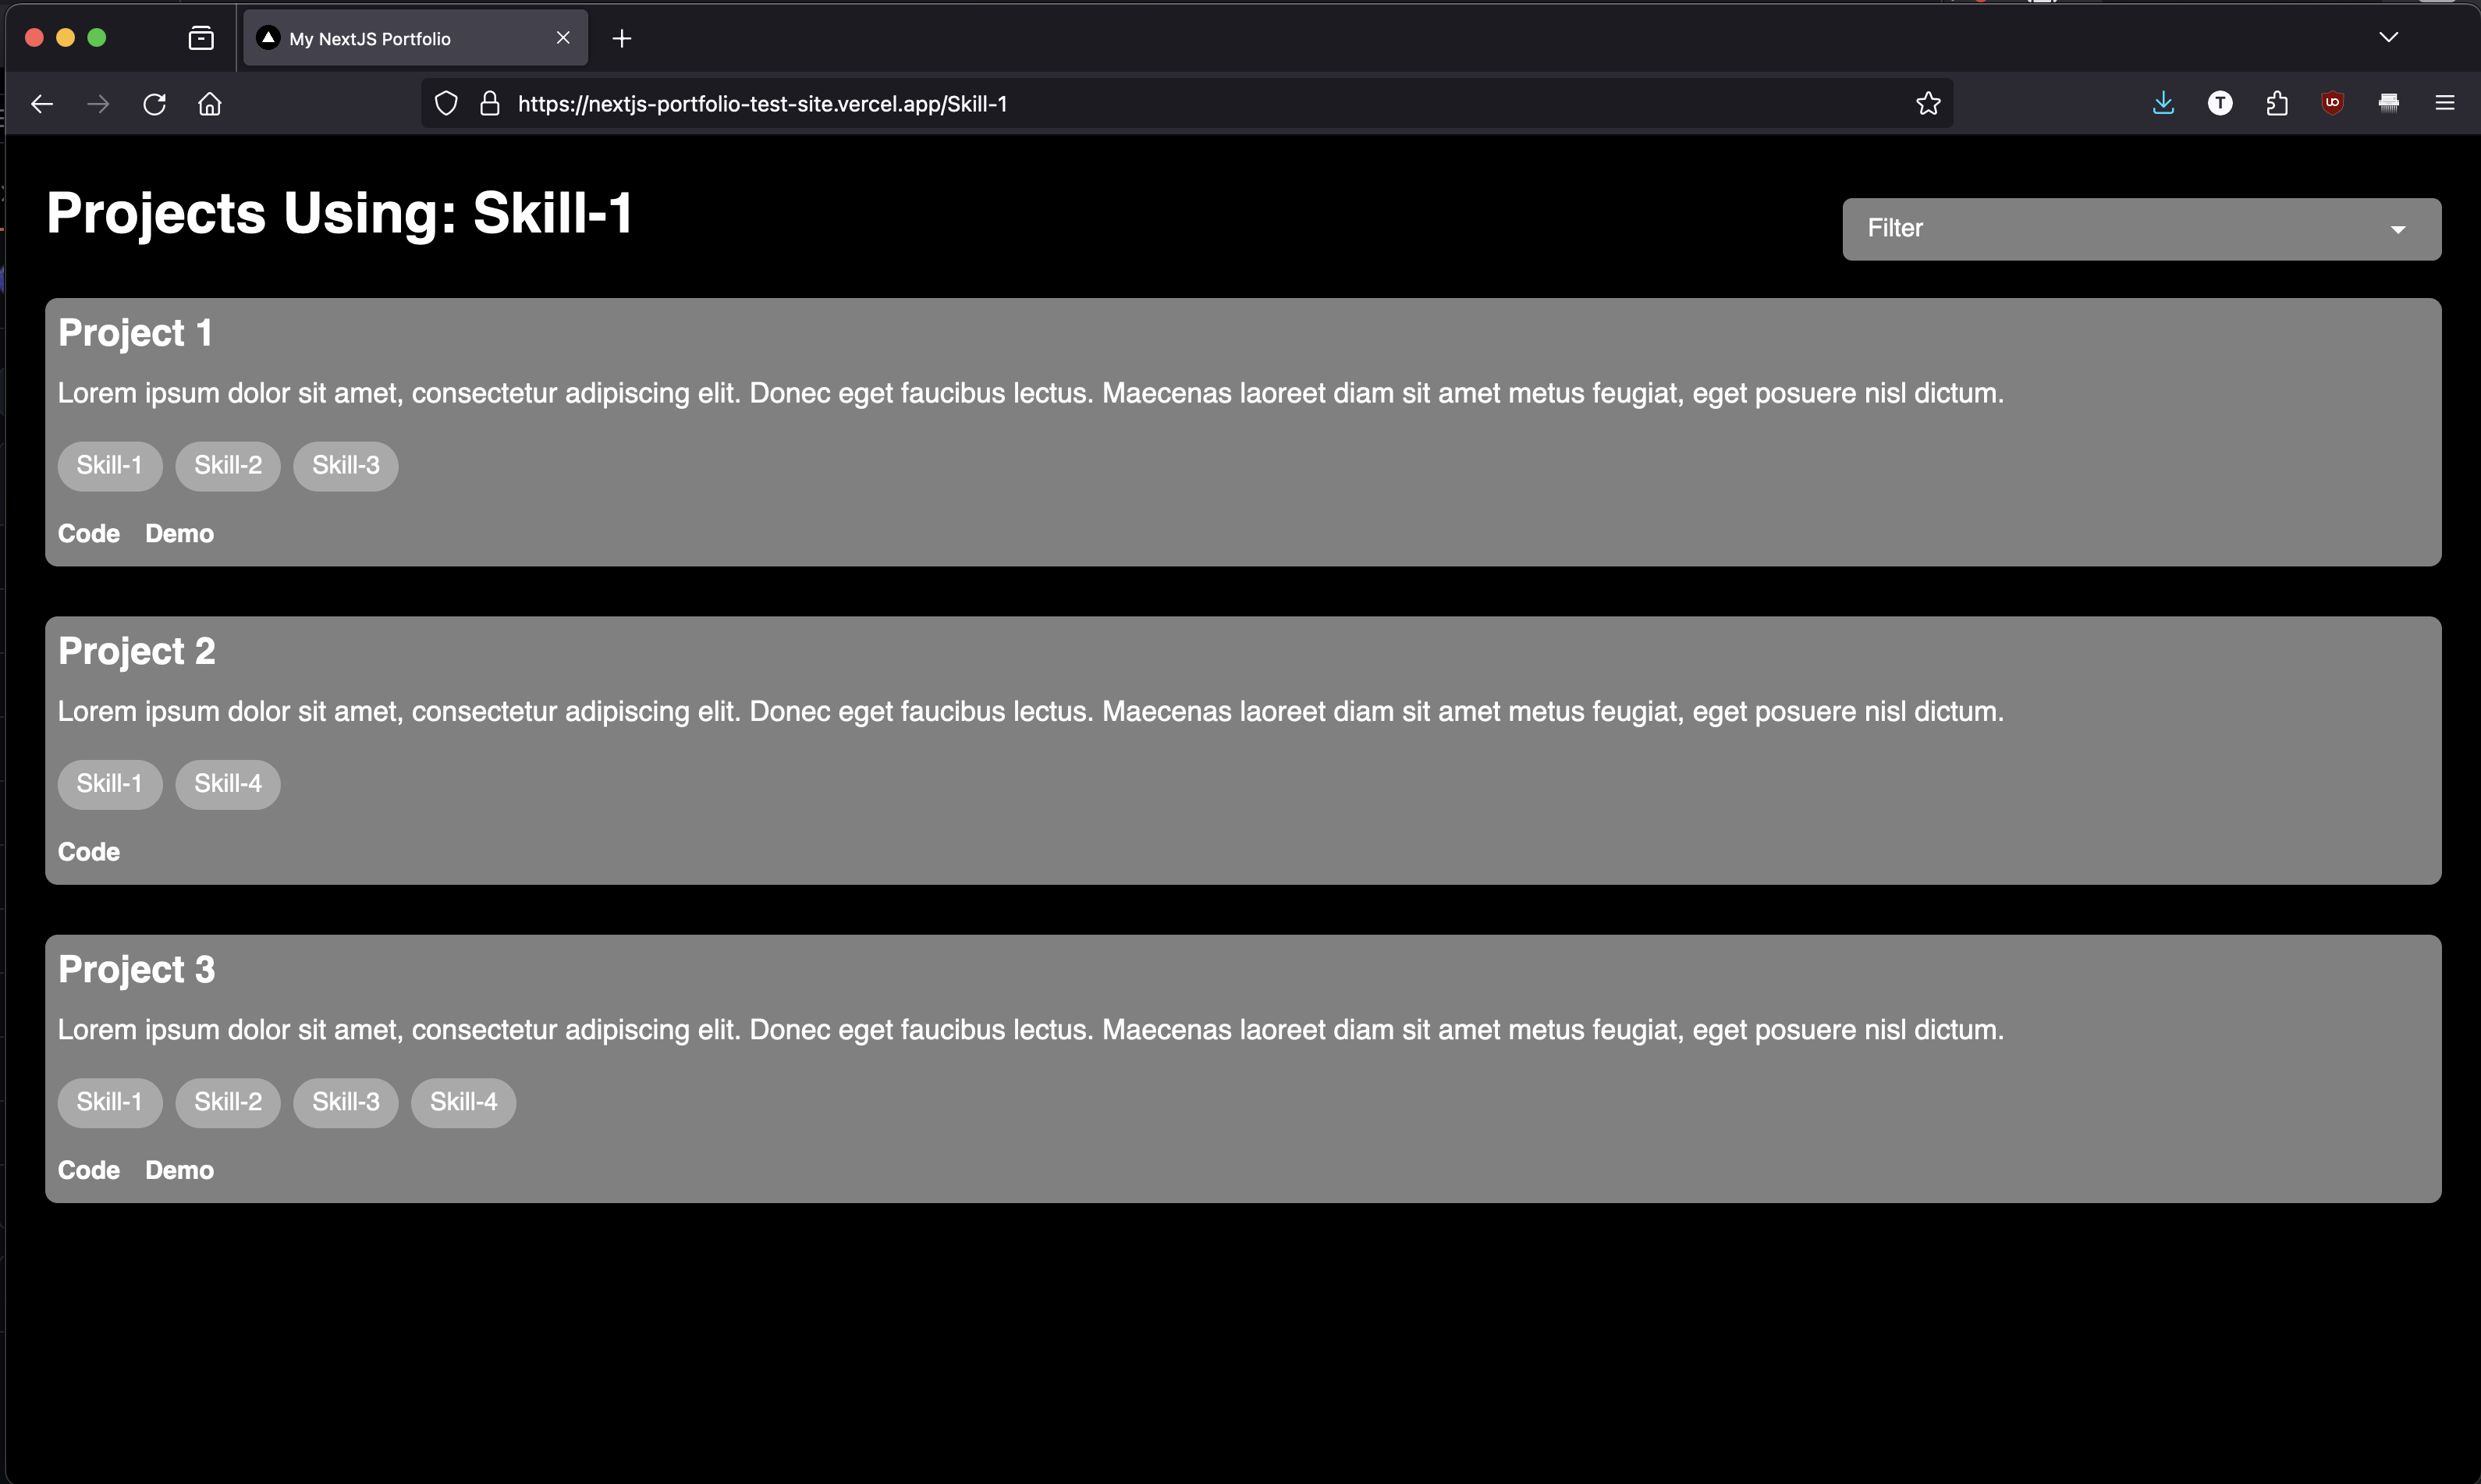 My NextJS Portfolio
https://nextjs-portfolio-test-site.vercel.app/Skill-1
T
UO
Projects Using: Skill-1
Filter
Project 1
Lorem ipsum dolor sit amet, consectetur adipiscing elit. Donec eget faucibus lectus. Maecenas laoreet diam sit amet metus feugiat, eget posuere nisl dictum.
Skill-1 Skill-2 Skill-3
Code Demo
Project 2
Lorem ipsum dolor sit amet, consectetur adipiscing elit. Donec eget faucibus lectus. Maecenas laoreet diam sit amet metus feugiat, eget posuere nisl dictum.
Skill-1 Skill-4
Code
Project 3
Lorem ipsum dolor sit amet, consectetur adipiscing elit. Donec eget faucibus lectus. Maecenas laoreet diam sit amet metus feugiat, eget posuere nisl dictum.
Skill-1 Skill-2 Skill-3 Skill-4
Code Demo